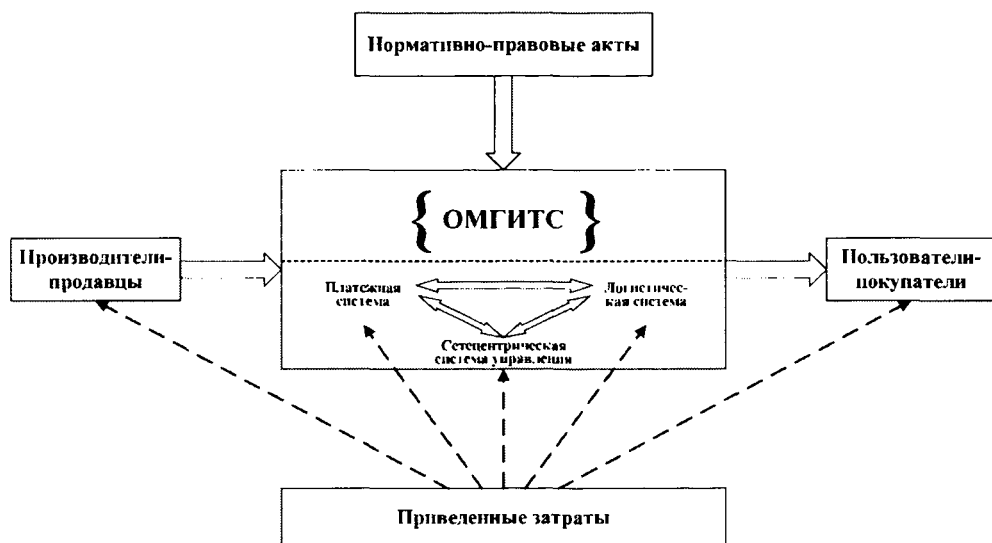 Нормативно-правовые акты
{ ОМГИТС }
Производители-
продавцы
Пользователи-
покупатели
Платежная
система
Логистичес-
кая система
Сетецентрическая
система управления
Приведенные затраты